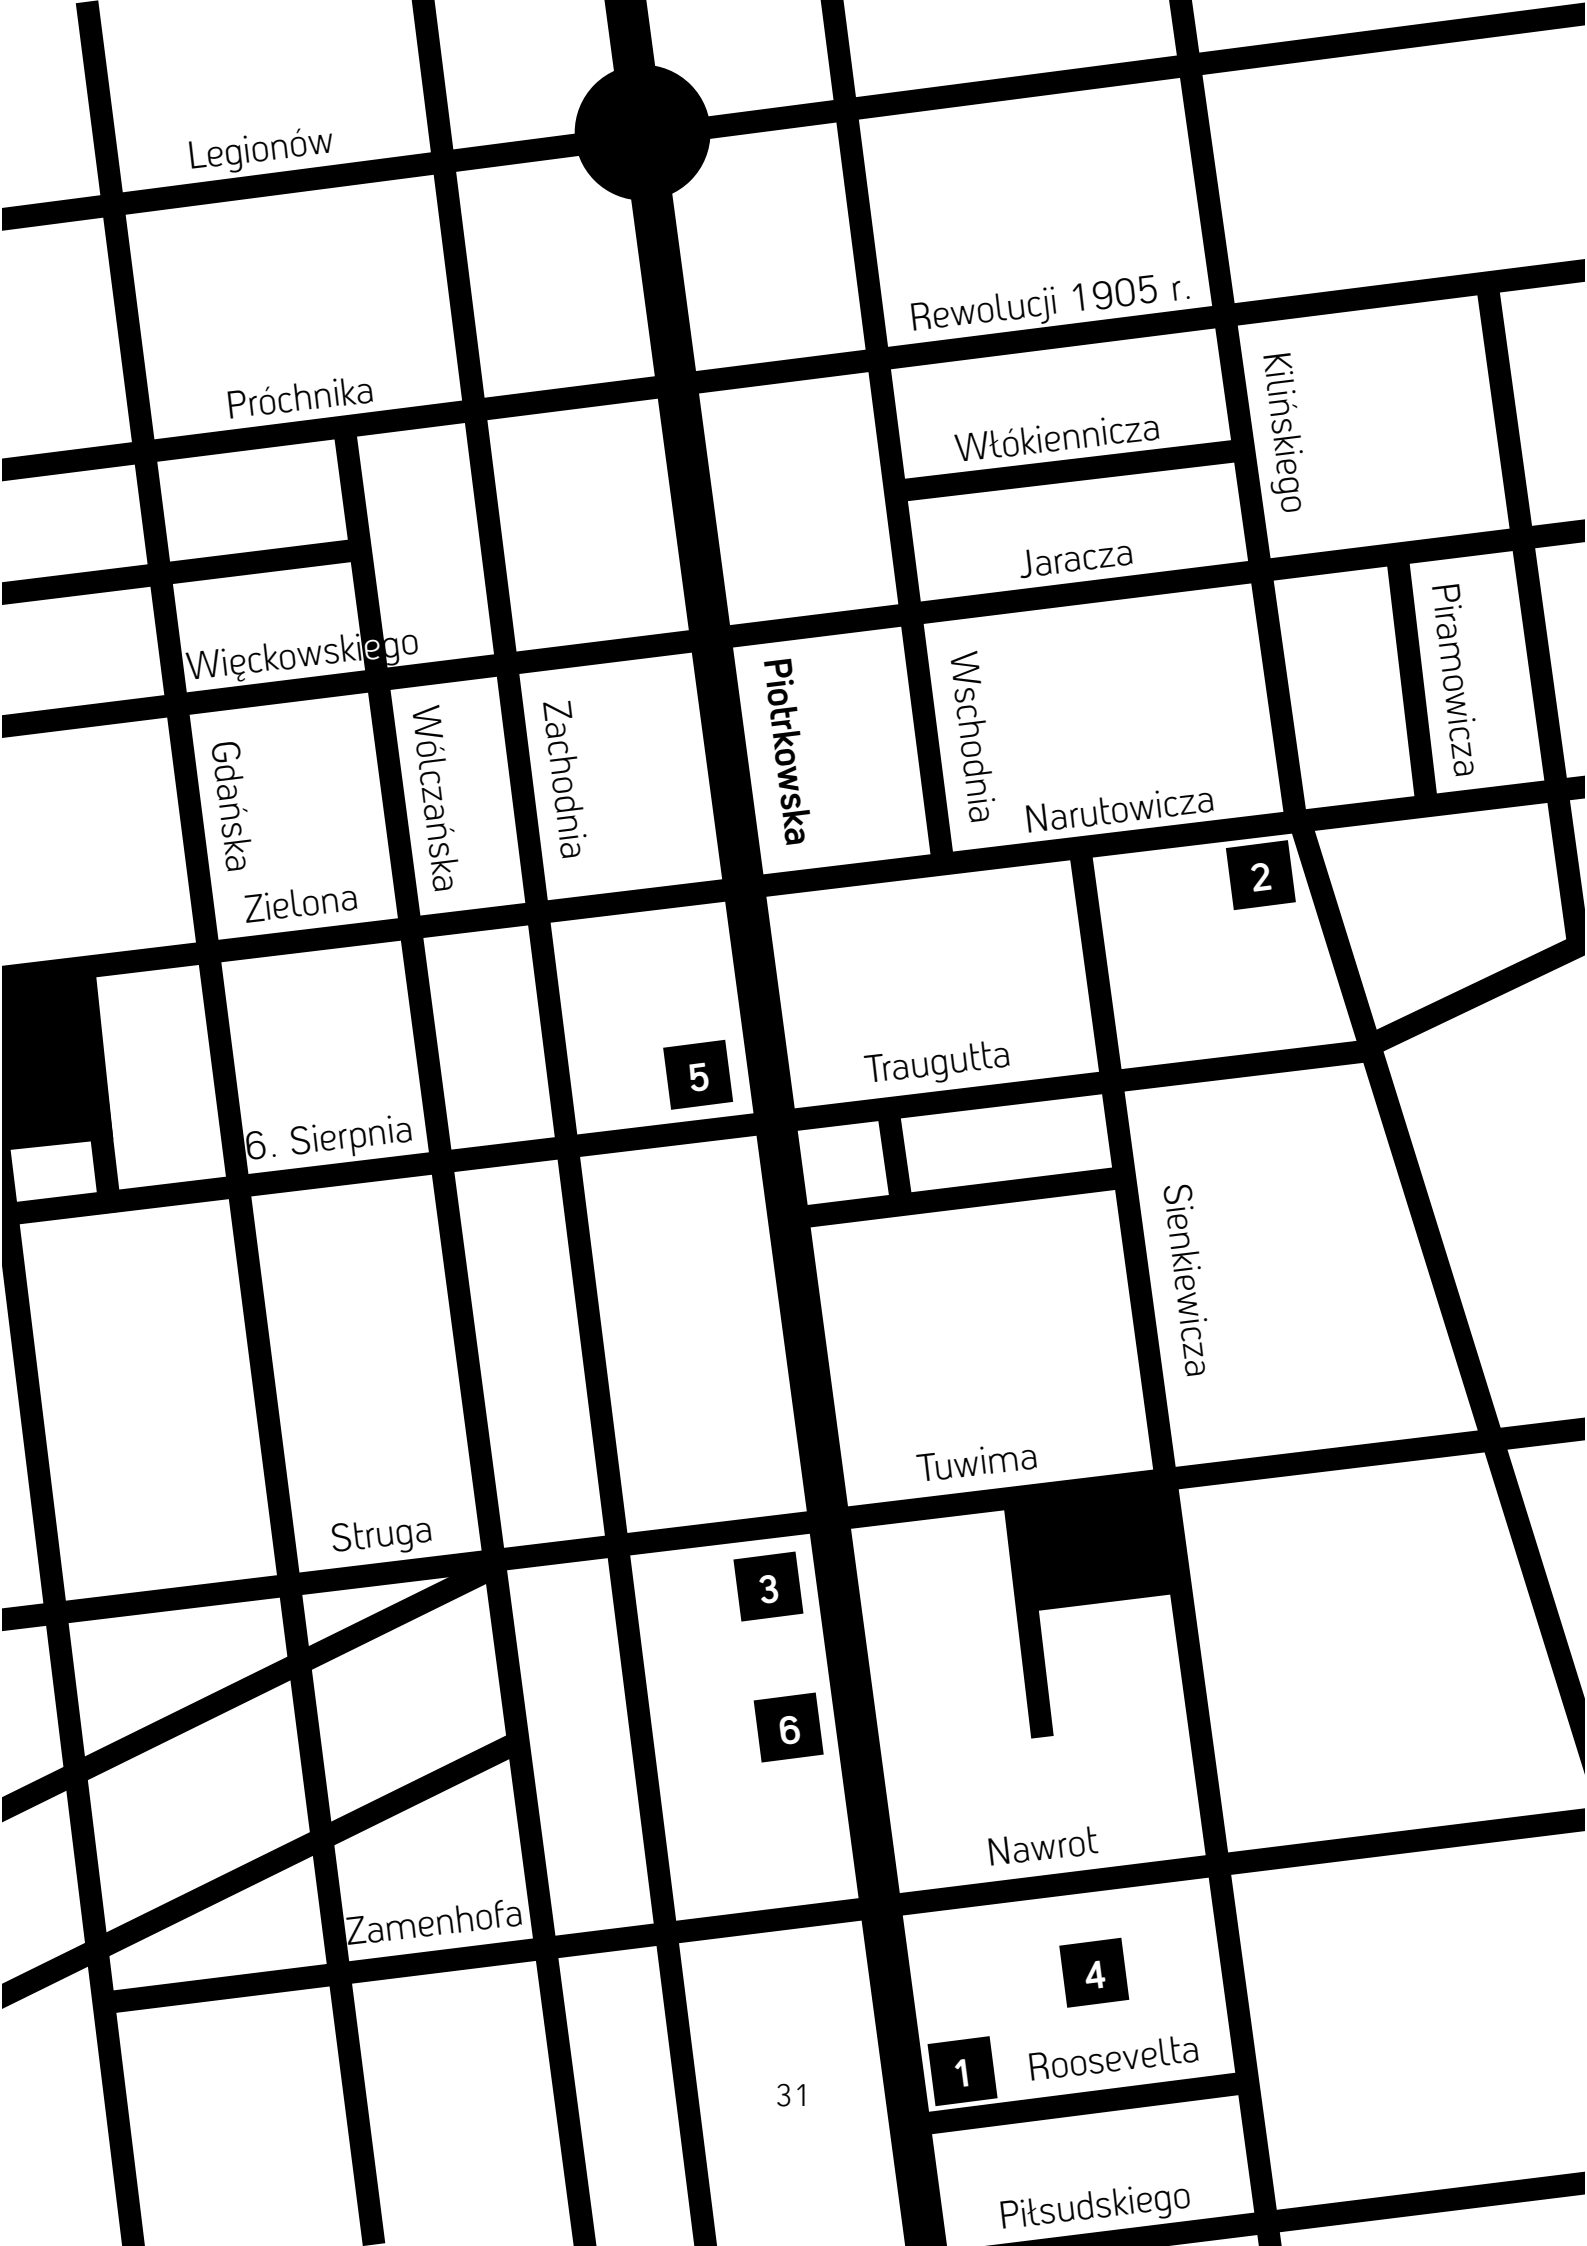 Legionów
Rewolucji 1905 r.
Kilińskiego
Próchnika
Włókiennicza
Jaracza
Piramowicza
Więckowskiego
Piotrkowska
Wschodnia
Zachodnia
Wólczańska
Gdańska
Narutowicza
2
Zielona
5
Traugutta
6. Sierpnia
Sienkiewicza
Tuwima
Struga
3
6
Nawrot
Zamenhofa
4
1
Roosevelta
31
Piłsudskiego